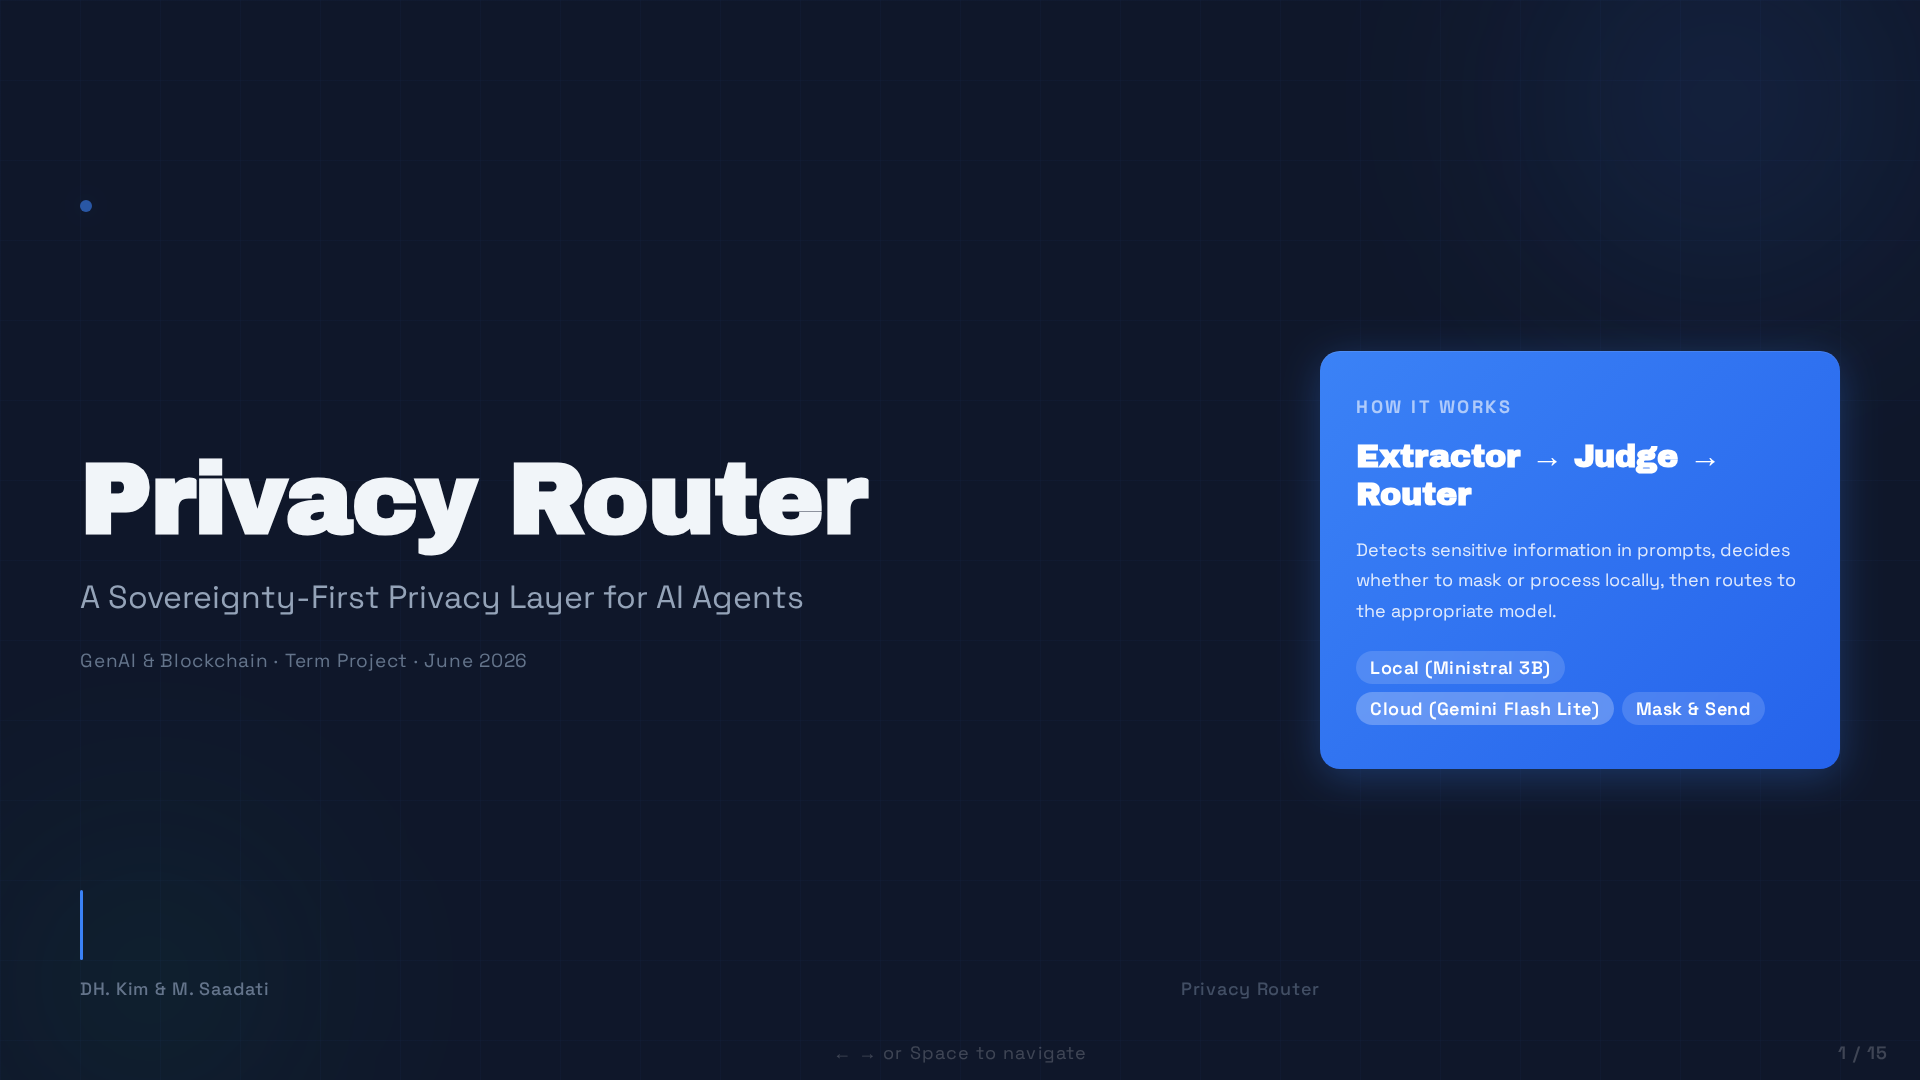 Privacy Router
A Sovereignty-First Privacy Layer for AI Agents
GenAI & Blockchain · Term Project · June 2026
HOW IT WORKS
Extractor → Judge →
Router
Detects sensitive information in prompts, decides
whether to mask or process locally, then routes to
the appropriate model.
Local (Ministral 3B)
Cloud (Gemini Flash Lite) Mask & Send
DH. Kim & M. Saadati
Privacy Router
← → or Space to navigate
1 / 15